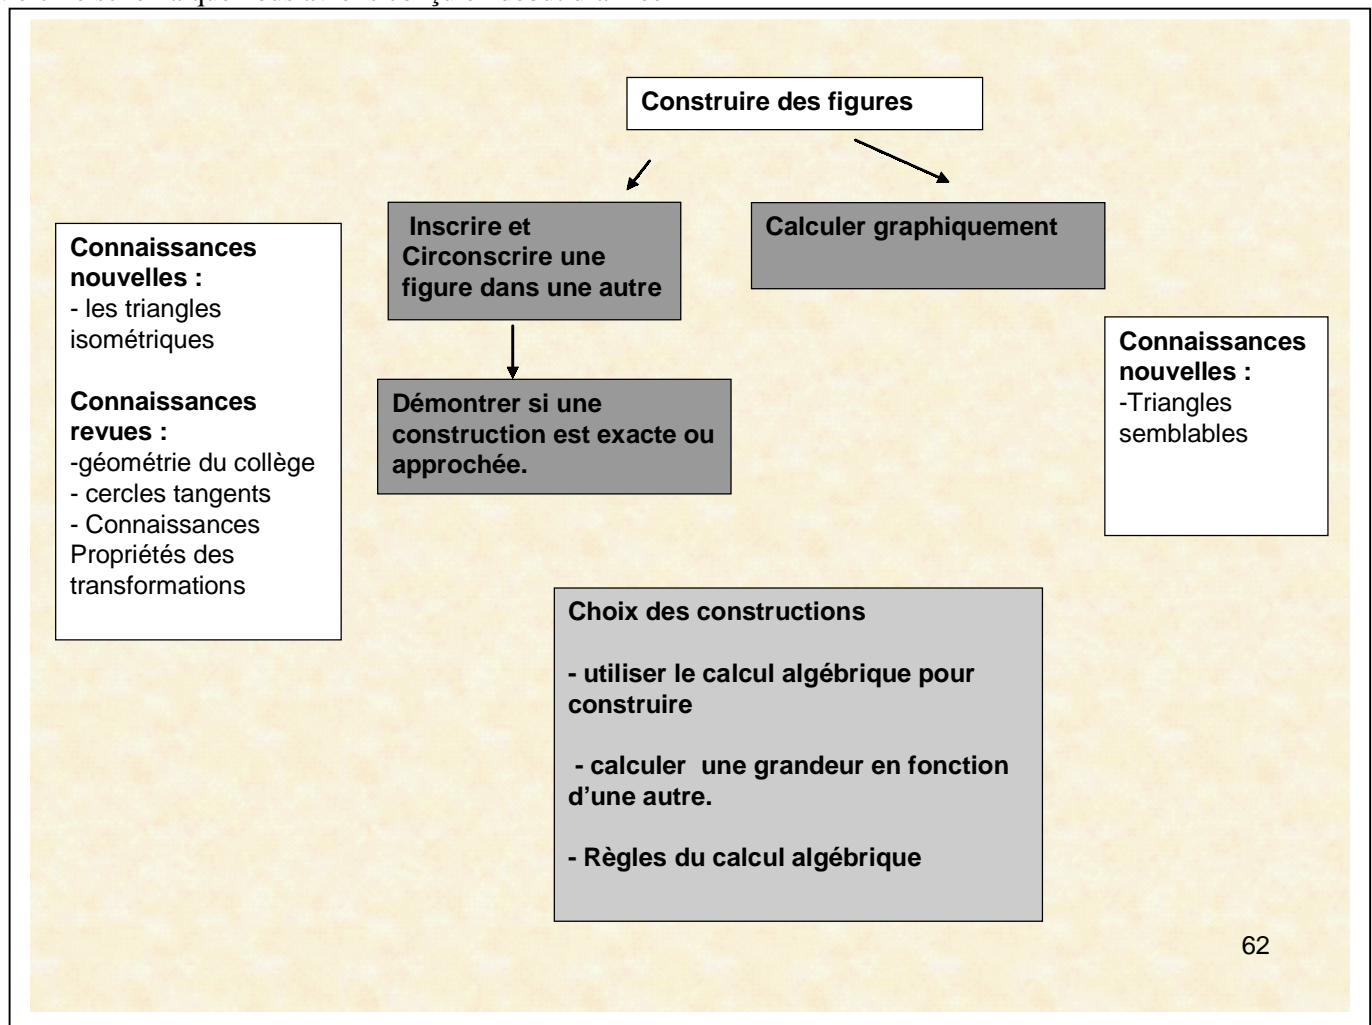 Construire des figures
Inscrire et
Circonscrire une
figure dans une autre
Calculer graphiquement
Connaissances
nouvelles :
- les triangles
isométriques
Connaissances
revues :
-géométrie du collège
- cercles tangents
- Connaissances
Propriétés des
transformations
Démontrer si une
construction est exacte ou
approchée.
Connaissances
nouvelles :
-Triangles
semblables
Choix des constructions
- utiliser le calcul algébrique pour
construire
- calculer une grandeur en fonction
d'une autre.
- Règles du calcul algébrique
62